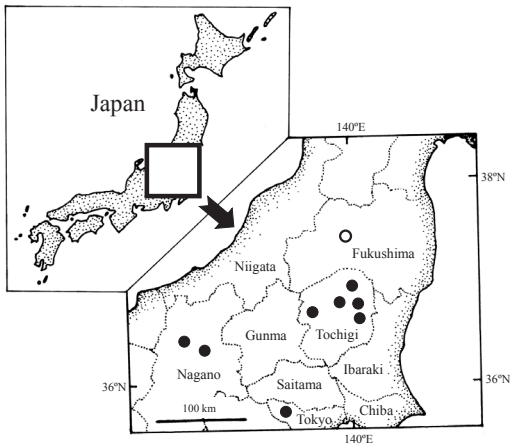 Japan
140ºE
38ºN
Fukushima
Niigata
Gunma
Tochigi
Nagano
Ibaraki
Saitama
36ºN
36ºN
100 km
Tokyo
Chiba
140ºE